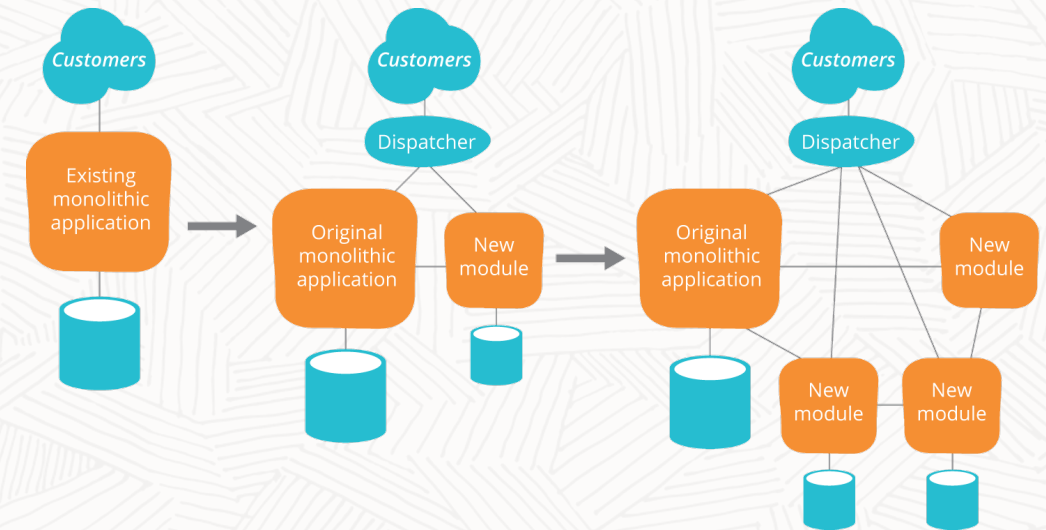 Customers
Existing
monolithic
application
Customers
Dispatcher
Original
monolithic
application
New
module
Customers
Dispatcher
Original
monolithic
application
New
module
New
module
New
module